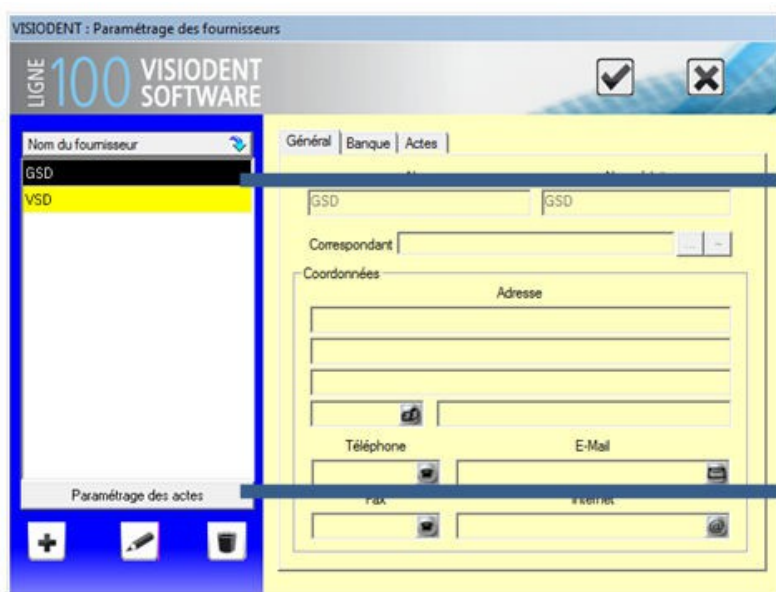 VISIODENT : Paramétrage des fournisseurs
LIGNE 100 VISIODENT SOFTWARE
Nom du fournisseur
GSD
VSD
Paramétrage des actes
Général Banque Actes
GSD GSD
Correspondant ... -
Coordonnées
Adresse
Téléphone E-Mail
Fax Internet